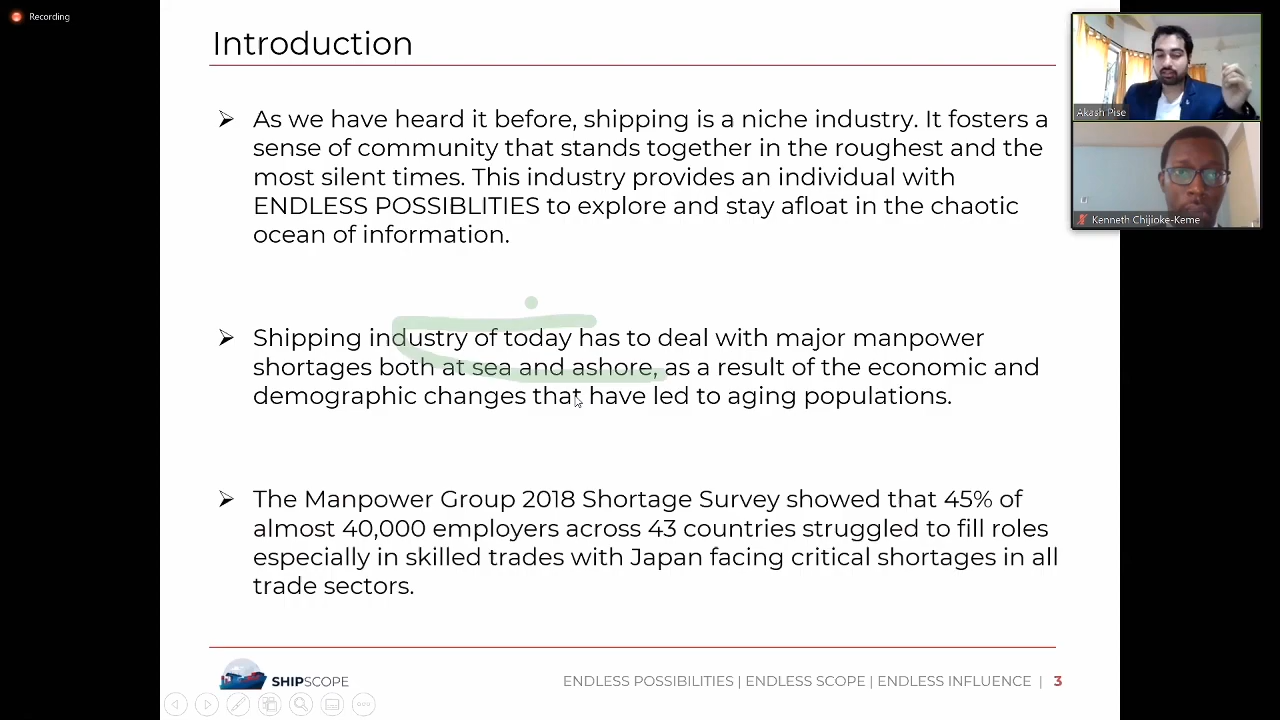 Recording
Introduction
As we have heard it before, shipping is a niche industry. It fosters a
sense of community that stands together in the roughest and the
most silent times. This industry provides an individual with
ENDLESS POSSIBLITIES to explore and stay afloat in the chaotic
ocean of information.
Shipping industry of today has to deal with major manpower
shortages both at sea and ashore, as a result of the economic and
demographic changes that have led to aging populations.
The Manpower Group 2018 Shortage Survey showed that 45% of
almost 40,000 employers across 43 countries struggled to fill roles
especially in skilled trades with Japan facing critical shortages in all
trade sectors.
SHIPSCOPE
ENDLESS POSSIBILITIES | ENDLESS SCOPE | ENDLESS INFLUENCE | 3
Akash Pise
Kenneth Chijioke-Keme